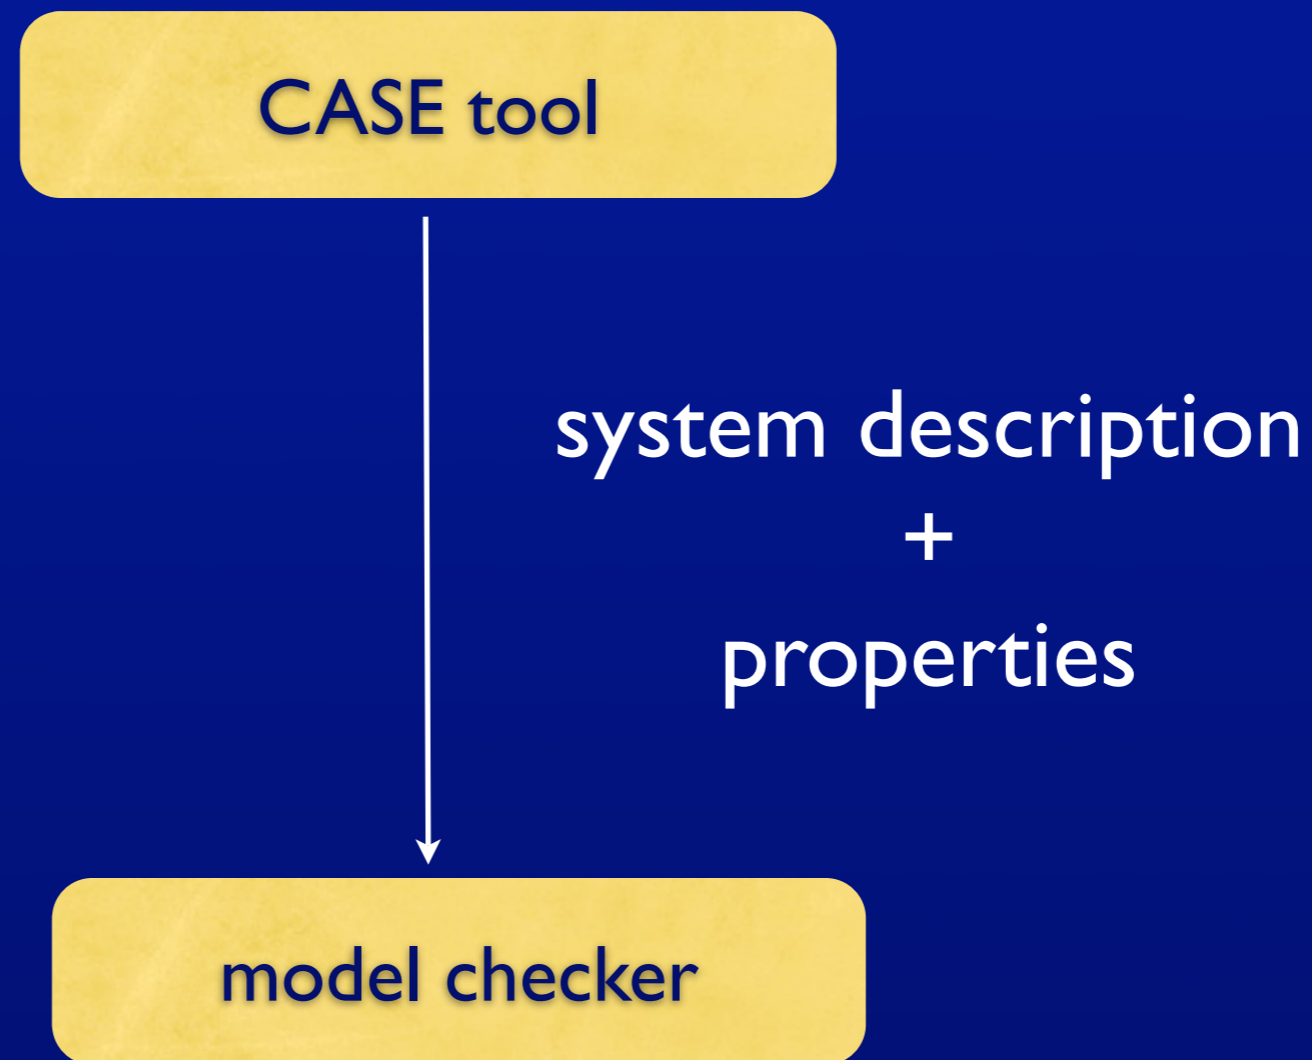 CASE tool
system description
+
properties
model checker